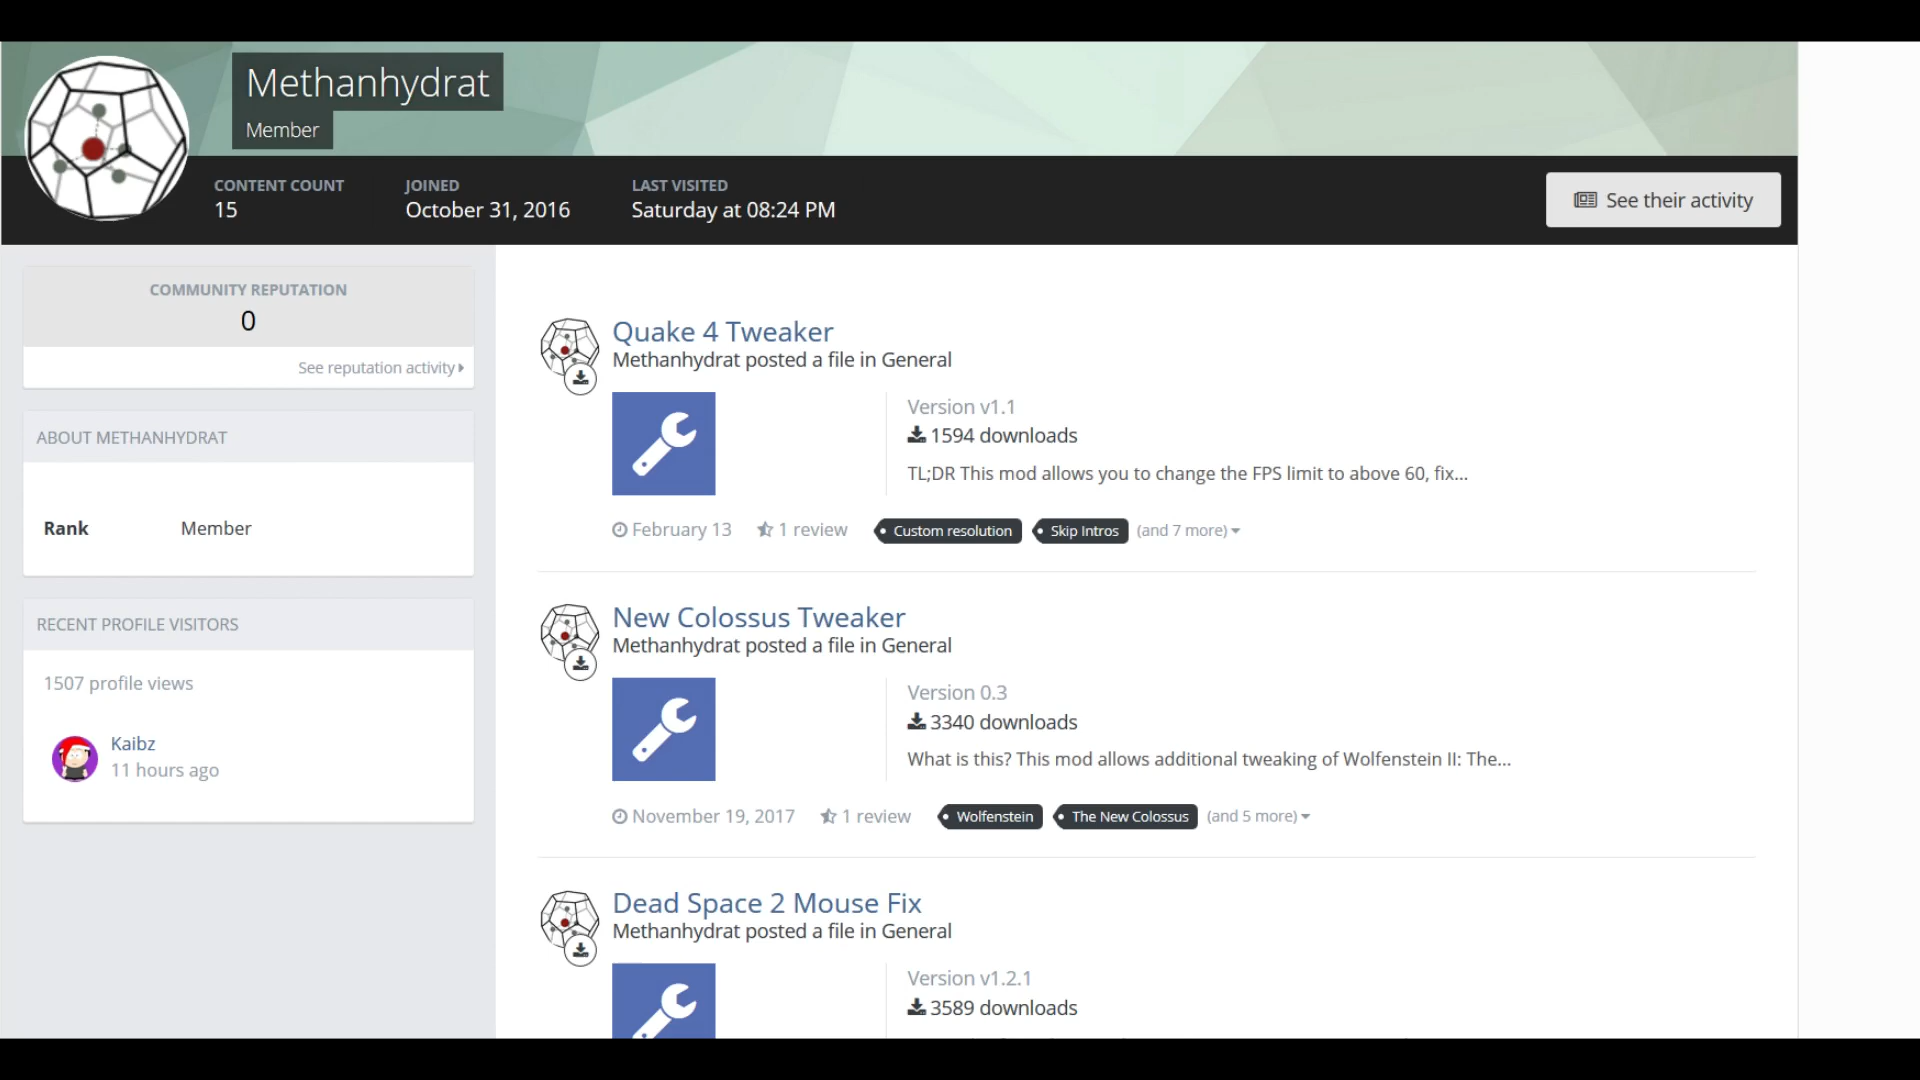 Methanhydrat
Member
CONTENT COUNT
15
JOINED
October 31, 2016
LAST VISITED
Saturday at 08:24 PM
See their activity
COMMUNITY REPUTATION
0
See reputation activity
ABOUT METHANHYDRAT
Rank Member
RECENT PROFILE VISITORS
1507 profile views
Kaibz
11 hours ago
Quake 4 Tweaker
Methanhydrat posted a file in General
Version v1.1
1594 downloads
TL;DR This mod allows you to change the FPS limit to above 60, fix...
February 13 1 review Custom resolution Skip Intros (and 7 more)
New Colossus Tweaker
Methanhydrat posted a file in General
Version 0.3
3340 downloads
What is this? This mod allows additional tweaking of Wolfenstein II: The...
November 19, 2017 1 review Wolfenstein The New Colossus (and 5 more)
Dead Space 2 Mouse Fix
Methanhydrat posted a file in General
Version v1.2.1
3589 downloads